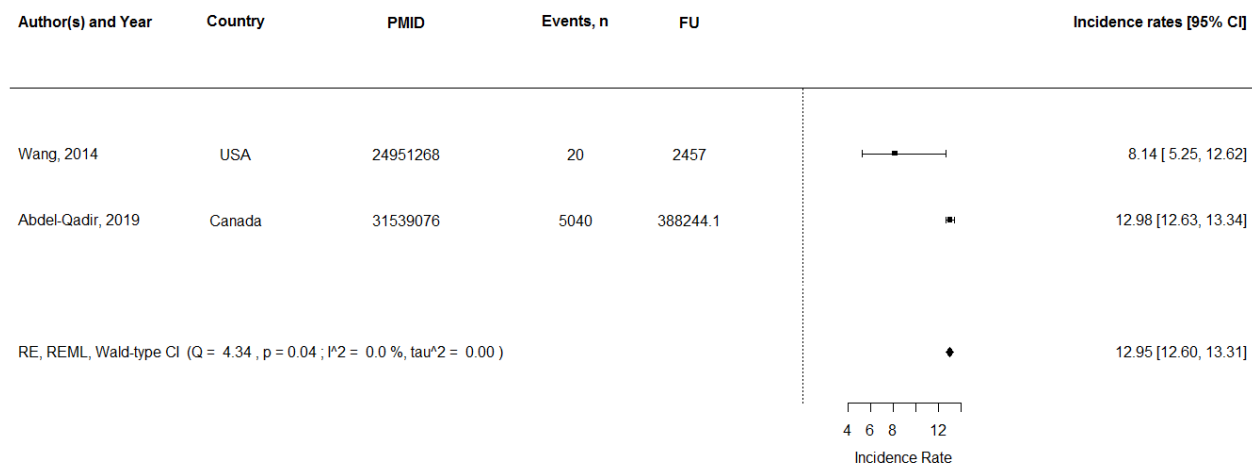 Author(s) and Year Country PMID Events, n FU Incidence rates [95% CI]
Wang, 2014 USA 24951268 20 2457 8.14 [ 5.25, 12.62]
Abdel-Qadir, 2019 Canada 31539076 5040 388244.1 12.98 [12.63, 13.34]
RE, REML, Wald-type CI (Q = 4.34 , p = 0.04 ; I^2 = 0.0 %, tau^2 = 0.00 ) 12.95 [12.60, 13.31]
4 6 8 12
Incidence Rate